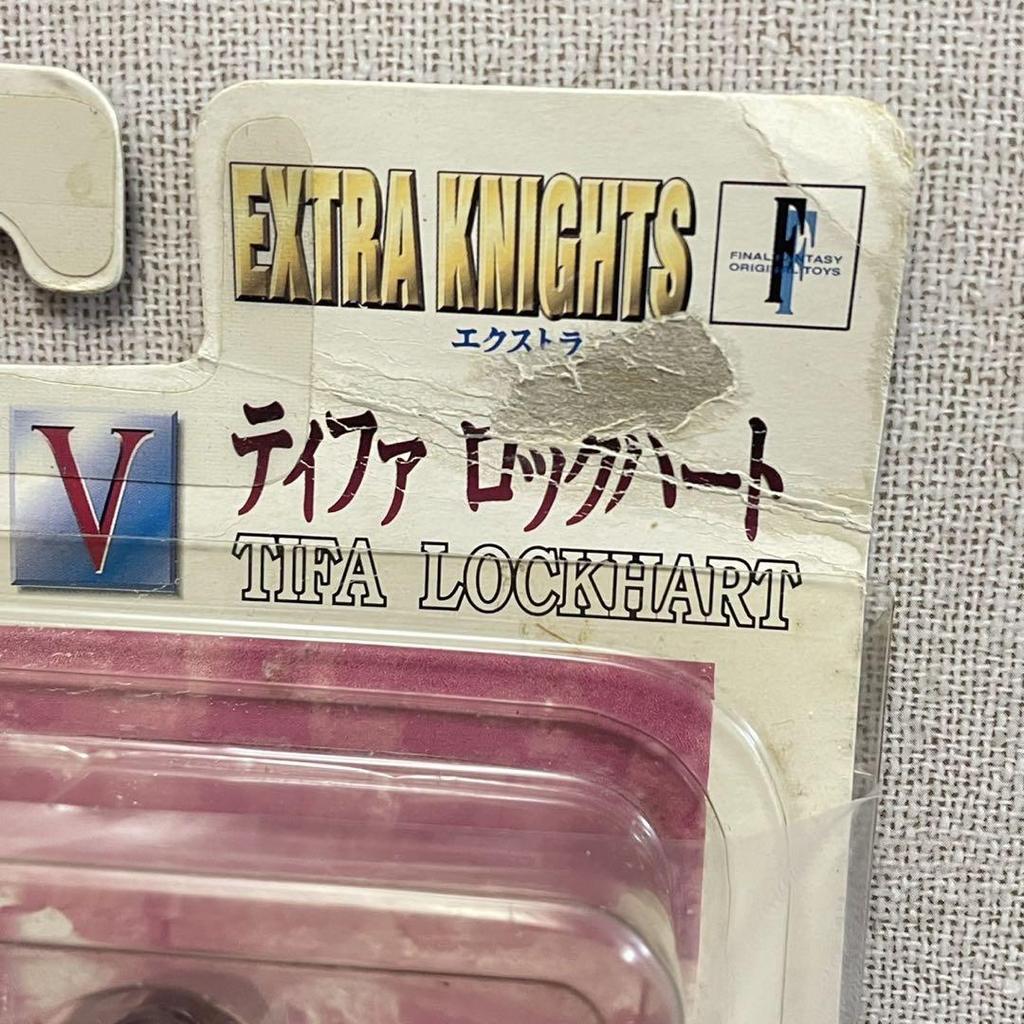 EXTRA KNIGHTS
FINAL FANTASY
ORIGINAL TOYS
エクストラ
V
ティファ ロックハート
TIFA LOCKHART